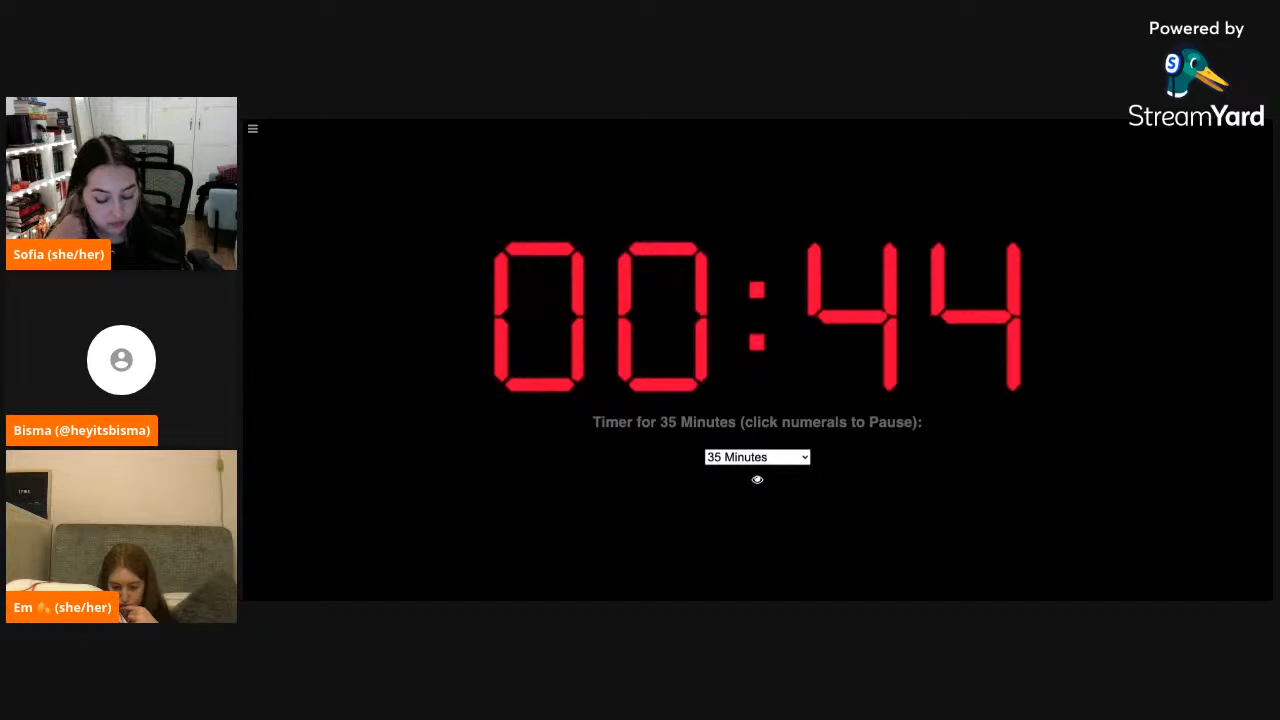 Powered by
StreamYard
Sofia (she/her)
00:44
Timer for 35 Minutes (click numerals to Pause):
35 Minutes
Bisma (@heyitsbisma)
Em 🍂 (she/her)